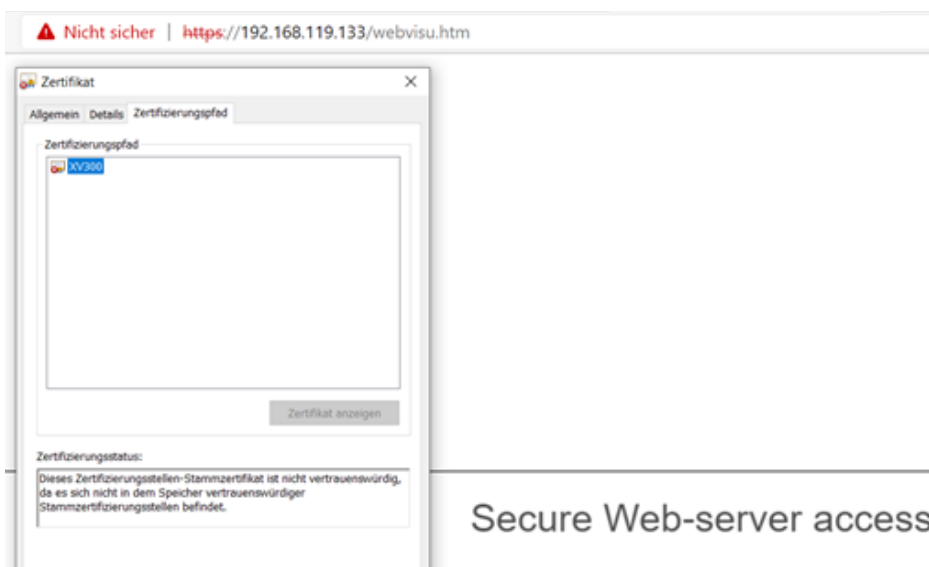 Nicht sicher | https://192.168.119.133/webvisu.htm
Zertifikat
Allgemein Details Zertifizierungspfad
Zertifizierungspfad
XV300
Zertifikat anzeigen
Zertifizierungsstatus:
Dieses Zertifizierungsstellen-Stammzertifikat ist nicht vertrauenswürdig,
da es sich nicht in dem Speicher vertrauenswürdiger
Stammzertifizierungsstellen befindet.
Secure Web-server access